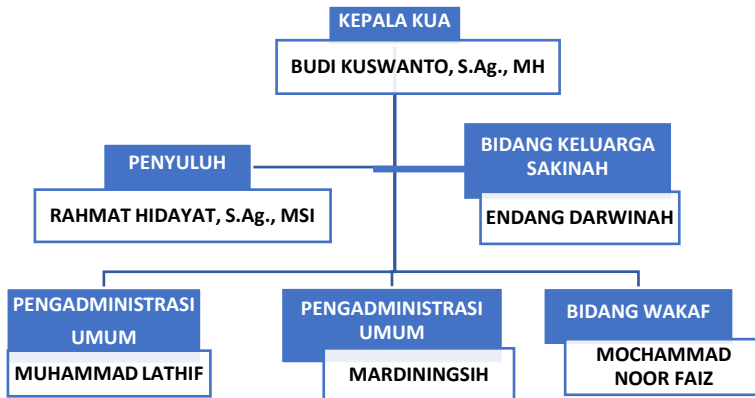 KEPALA KUA
BUDI KUSWANTO, S.Ag., MH
PENYULUH
RAHMAT HIDAYAT, S.Ag., MSI
BIDANG KELUARGA
SAKINAH
ENDANG DARWINAH
PENGADMINISTRASI
UMUM
MUHAMMAD LATHIF
PENGADMINISTRASI
UMUM
MARDININGSIH
BIDANG WAKAF
MOCHAMMAD
NOOR FAIZ